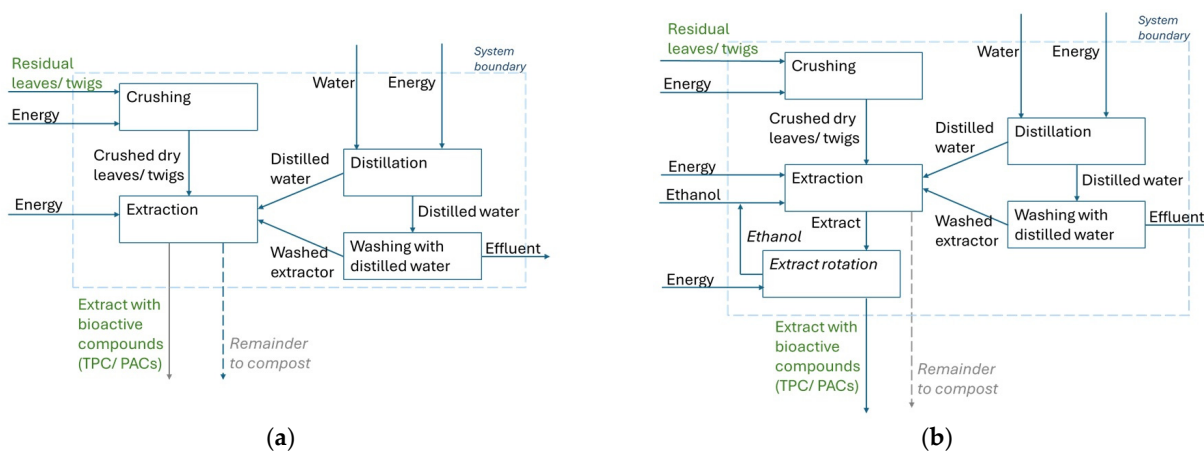 System
boundary
Residual
leaves/ twigs
Energy
Crushing
Water
Energy
Crushed dry
leaves/ twigs
Distilled
water
Distillation
Energy
Extraction
Distilled water
Washed
extractor
Washing with
distilled water
Effluent
Extract with
bioactive
compounds
(TPC/ PACs)
Remainder
to compost
(a)
System
boundary
Residual
leaves/ twigs
Energy
Crushing
Water
Energy
Crushed dry
leaves/ twigs
Distilled
water
Distillation
Energy
Ethanol
Extraction
Distilled water
Extract
Ethanol
Washed
extractor
Washing with
distilled water
Effluent
Energy
Extract rotation
Extract with
bioactive
compounds
(TPC/ PACs)
Remainder
to compost
(b)